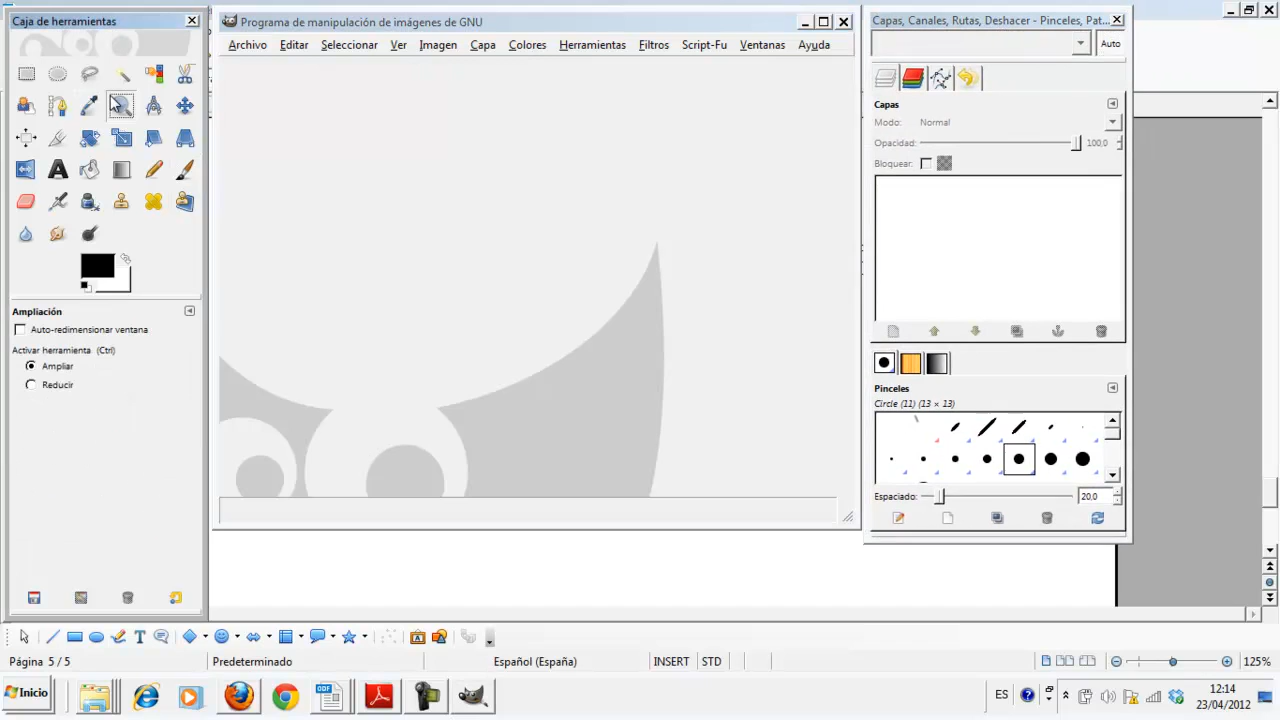 Caja de herramientas
Programa de manipulación de imágenes de GNU
Capas, Canales, Rutas, Deshacer - Pinceles, Pat...
Archivo Editar Seleccionar Ver Imagen Capa Colores Herramientas Filtros Script-Fu Ventanas Ayuda
Auto
Capas
Modo: Normal
Opacidad: 100,0
Bloquear:
Ampliación
Auto-redimensionar ventana
Activar herramienta (Ctrl)
Ampliar
Reducir
Pinceles
Circle (11) (13 × 13)
Espaciado: 20,0
Página 5 / 5 Predeterminado Español (España) INSERT STD 125%
Inicio
ES
12:14
23/04/2012